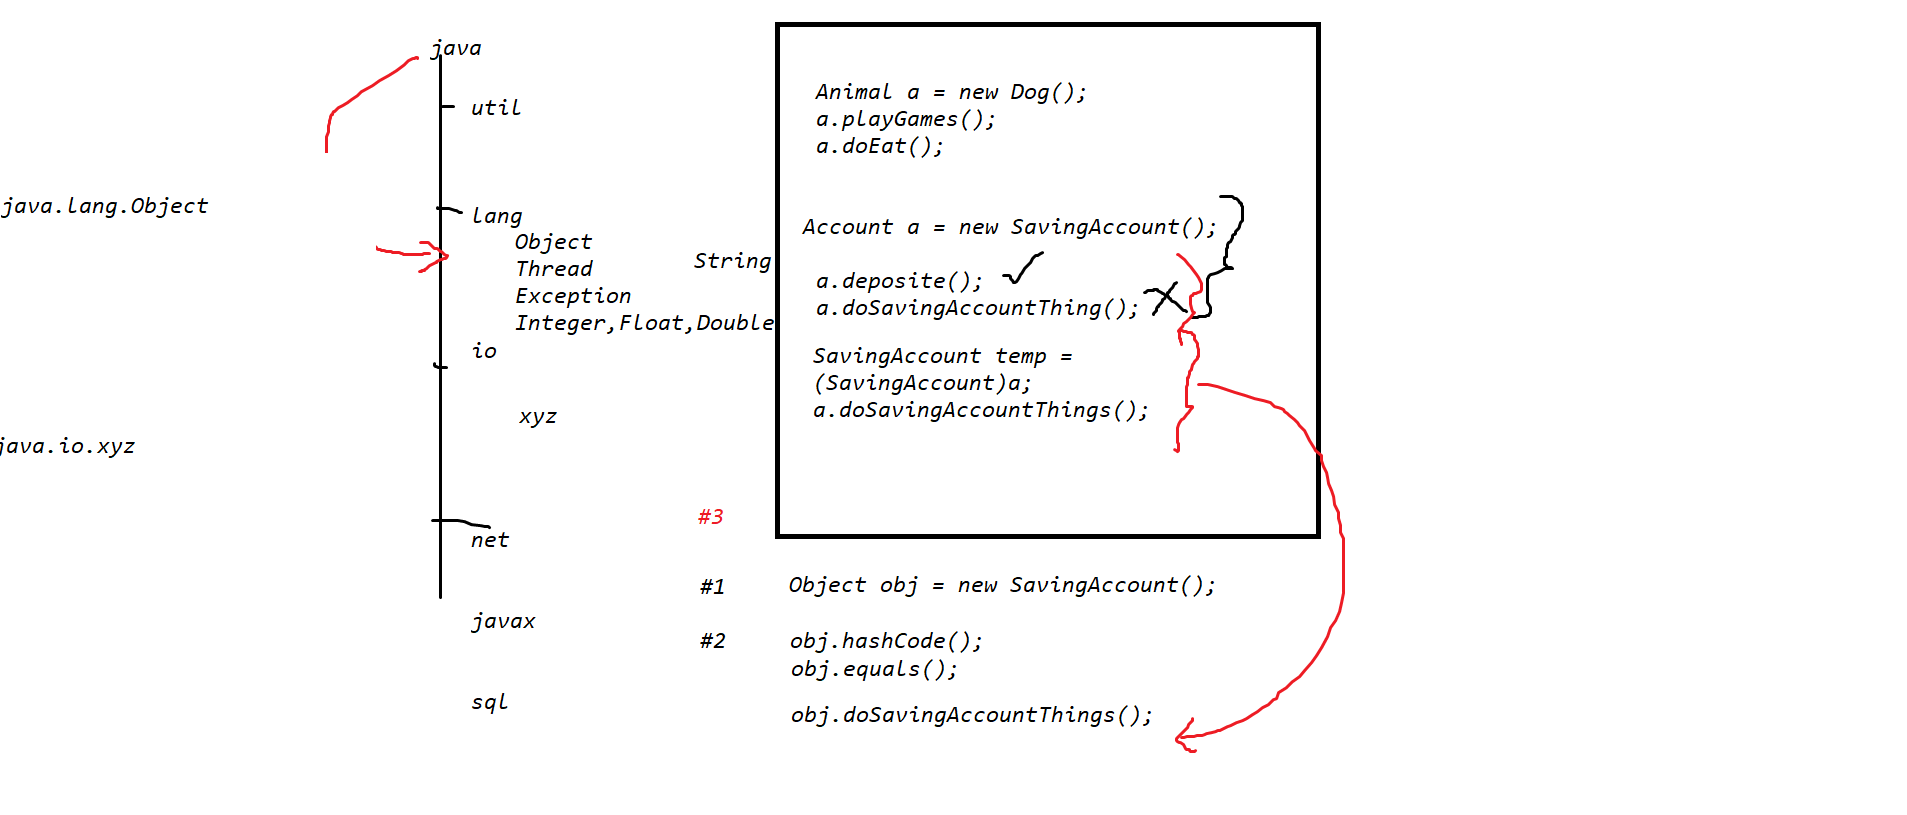 java
util
java.lang.Object
lang
Object
Thread
Exception
Integer,Float,Double
String
io
xyz
java.io.xyz
net
javax
sql
Animal a = new Dog();
a.playGames();
a.doEat();
Account a = new SavingAccount();
a.deposite();
a.doSavingAccountThing();
SavingAccount temp =
(SavingAccount)a;
a.doSavingAccountThings();
#3
#1 Object obj = new SavingAccount();
#2 obj.hashCode();
obj.equals();
obj.doSavingAccountThings();